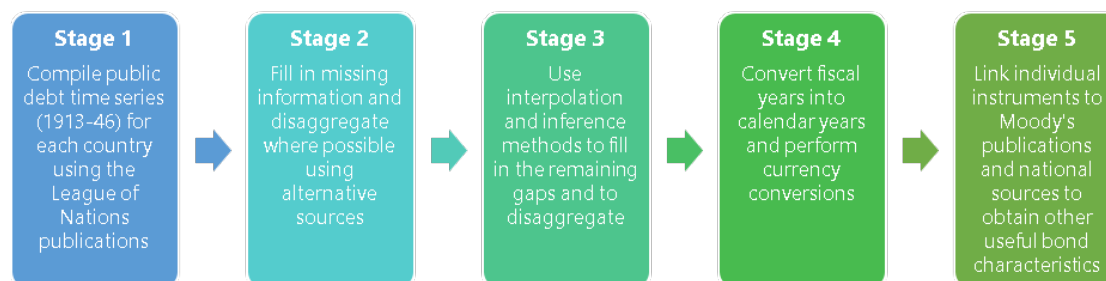 Stage 1
Compile public
debt time series
(1913-46) for
each country
using the
League of
Nations
publications
Stage 2
Fill in missing
information and
disaggregate
where possible
using
alternative
sources
Stage 3
Use
interpolation
and inference
methods to fill
in the remaining
gaps and to
disaggregate
Stage 4
Convert fiscal
years into
calendar years
and perform
currency
conversions
Stage 5
Link individual
instruments to
Moody's
publications
and national
sources to
obtain other
useful bond
characteristics